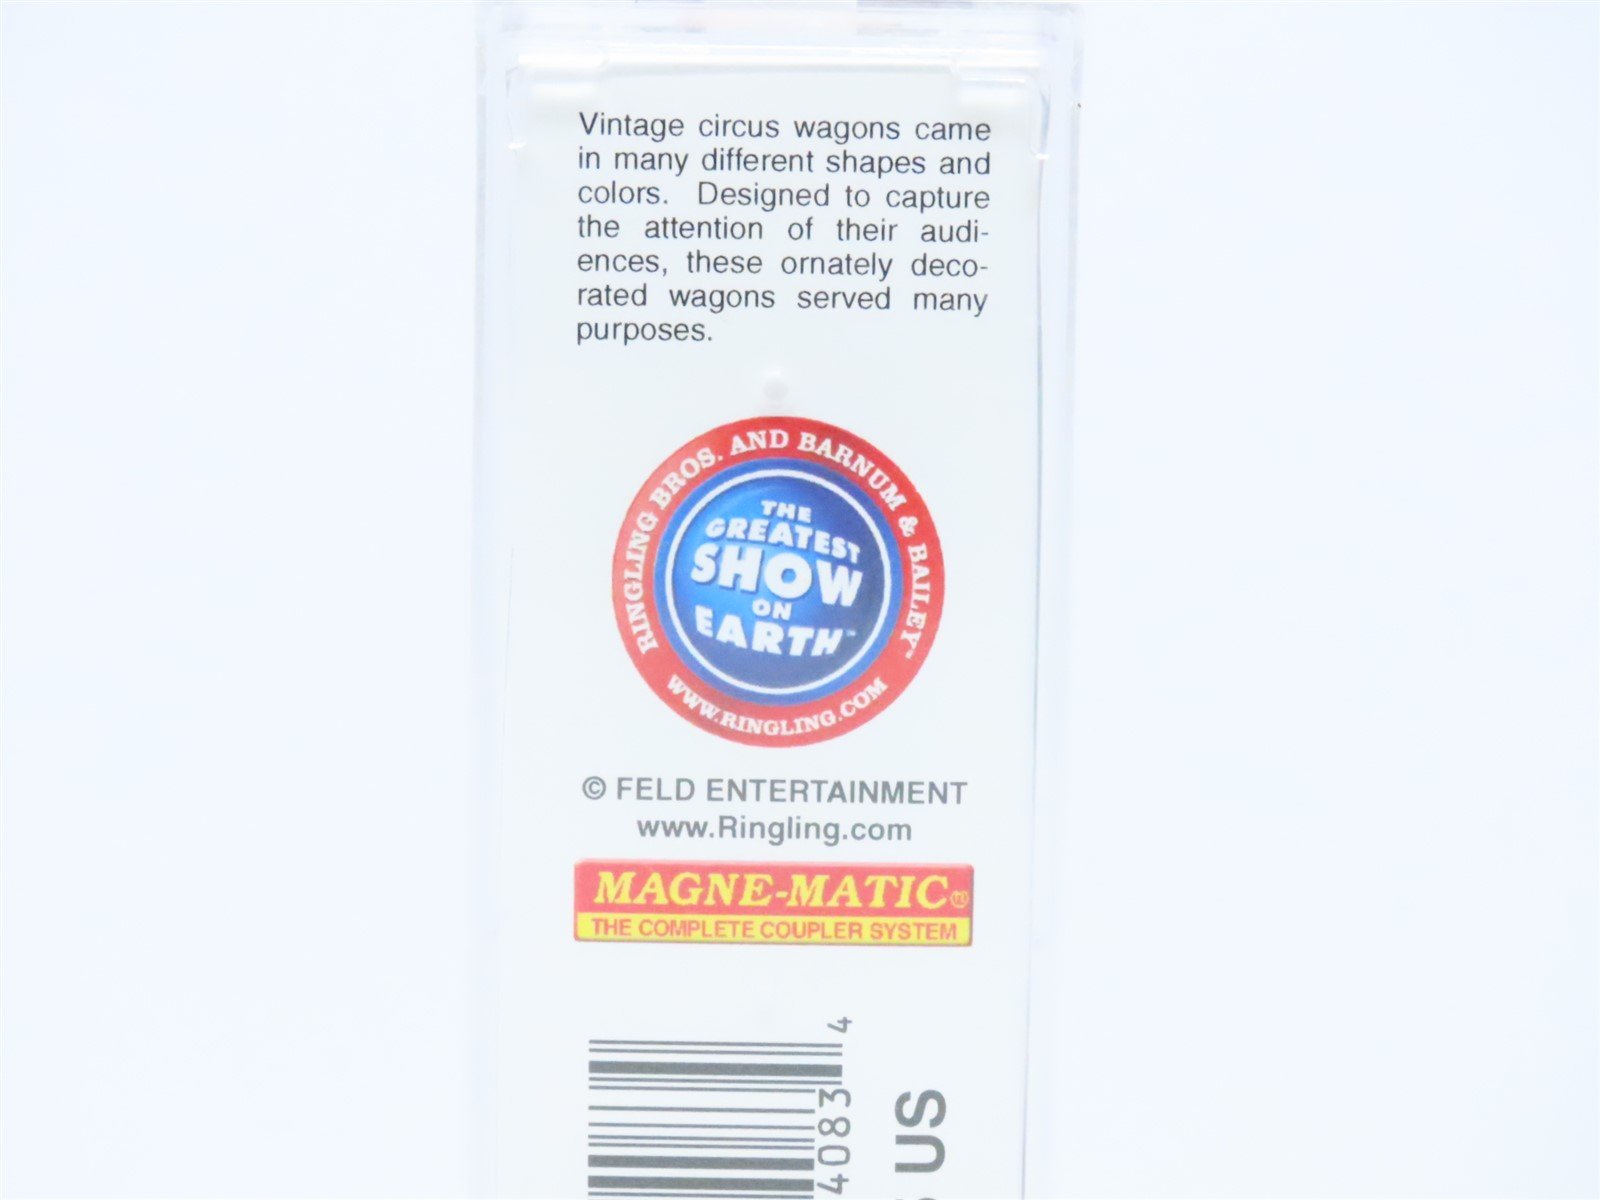 Vintage circus wagons came
in many different shapes and
colors. Designed to capture
the attention of their audi-
ences, these ornately deco-
rated wagons served many
purposes.
RINGLING BROS. AND BARNUM & BAILEY™
THE
GREATEST
SHOW
ON
EARTH™
WWW.RINGLING.COM
© FELD ENTERTAINMENT
www.Ringling.com
MAGNE-MATIC®
THE COMPLETE COUPLER SYSTEM
4083 4
US